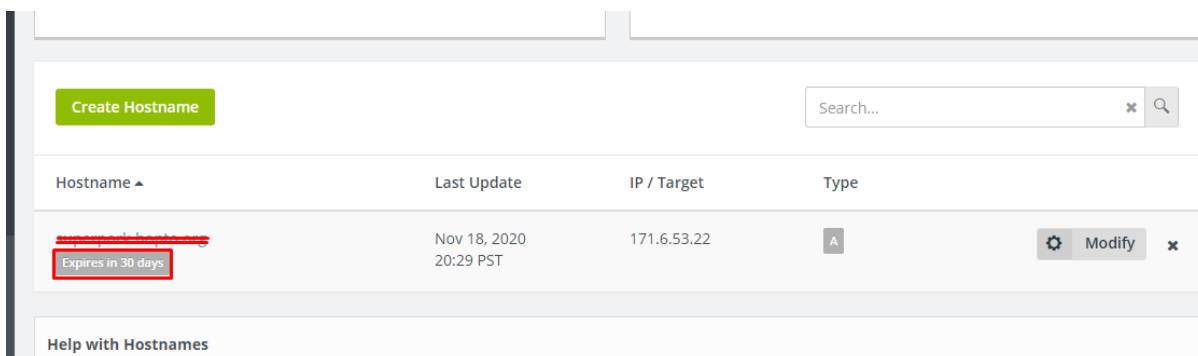 Create Hostname
Search...
Hostname Last Update IP / Target Type
Nov 18, 2020 171.6.53.22 A Modify
Expires in 30 days 20:29 PST
Help with Hostnames